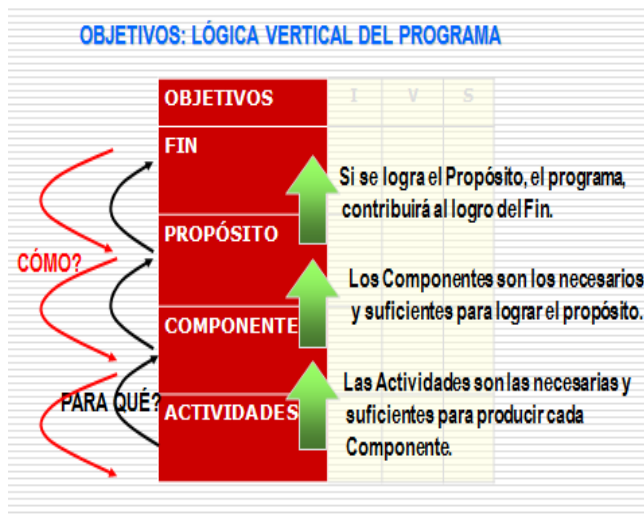 OBJETIVOS: LÓGICA VERTICAL DEL PROGRAMA
OBJETIVOS I V S
FIN
Si se logra el Propósito, el programa,
contribuirá al logro del Fin.
PROPÓSITO
CÓMO?
Los Componentes son los necesarios
y suficientes para lograr el propósito.
COMPONENTE
Las Actividades son las necesarias y
suficientes para producir cada
Componente.
PARA QUÉ?
ACTIVIDADES